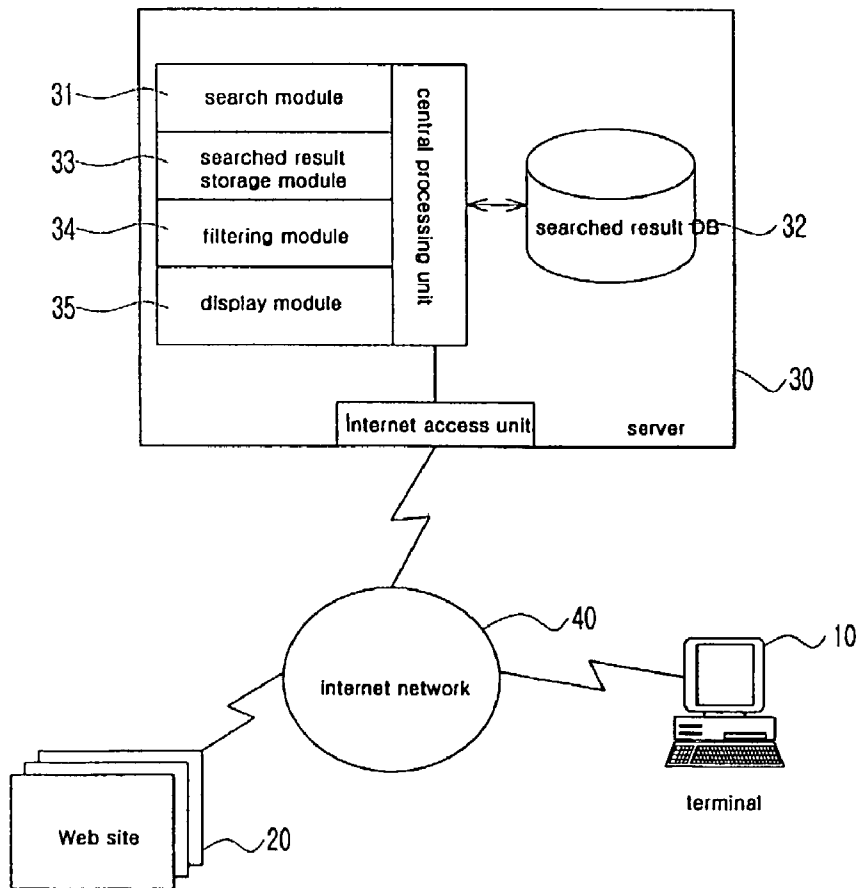 31
search module
33
searched result
storage module
34
filtering module
35
display module
central processing unit
searched result DB
32
30
Internet access unit
server
40
internet network
10
terminal
Web site
20